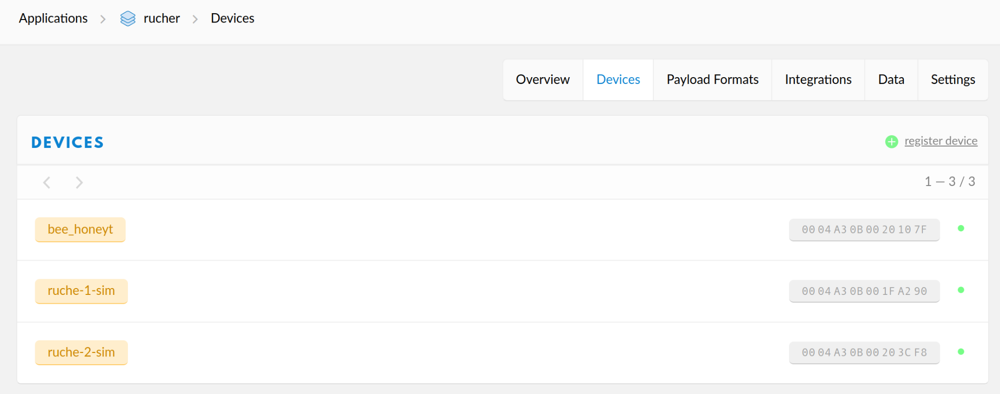 Applications > rucher > Devices
Overview Devices Payload Formats Integrations Data Settings
DEVICES
register device
1 — 3 / 3
bee_honeyt 00 04 A3 0B 00 20 10 7F
ruche-1-sim 00 04 A3 0B 00 1F A2 90
ruche-2-sim 00 04 A3 0B 00 20 3C F8